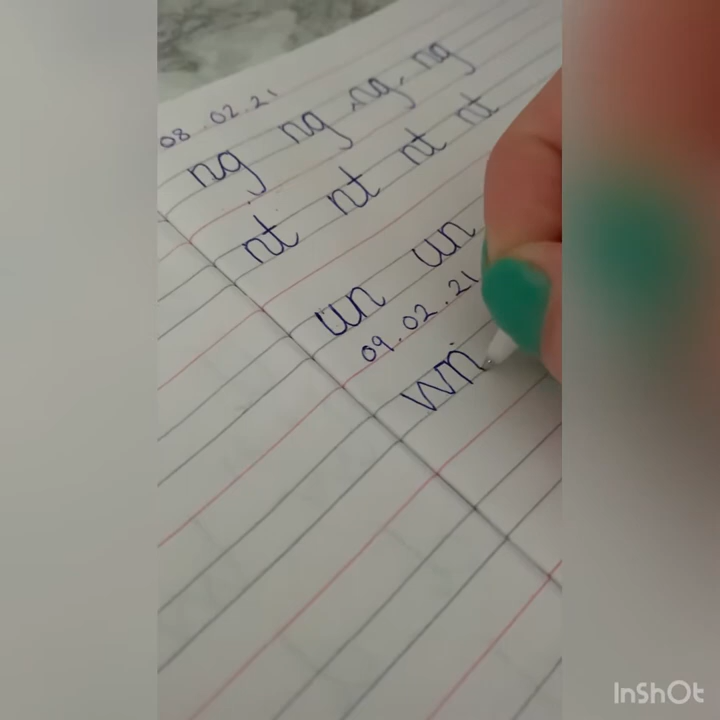 08.02.21
ng ng ng ng
nt nt nt nt
un un
09.02.21
wn
InShOt